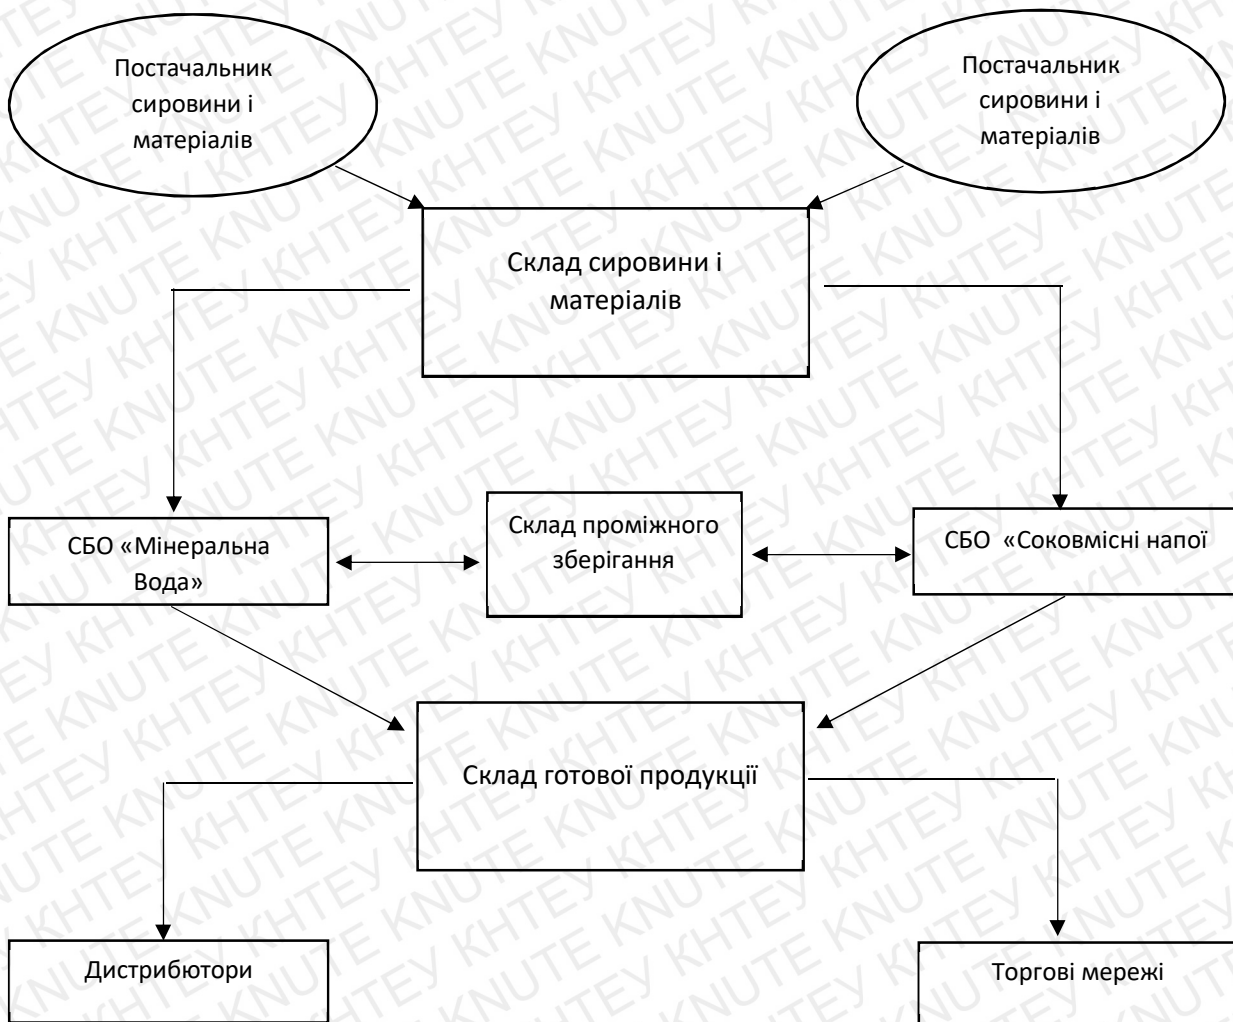 Постачальник
сировини і
матеріалів
Постачальник
сировини і
матеріалів
Склад сировини і
матеріалів
СБО «Мінеральна
Вода»
Склад проміжного
зберігання
СБО «Соковмісні напої
Склад готової продукції
Дистрибютори
Торгові мережі